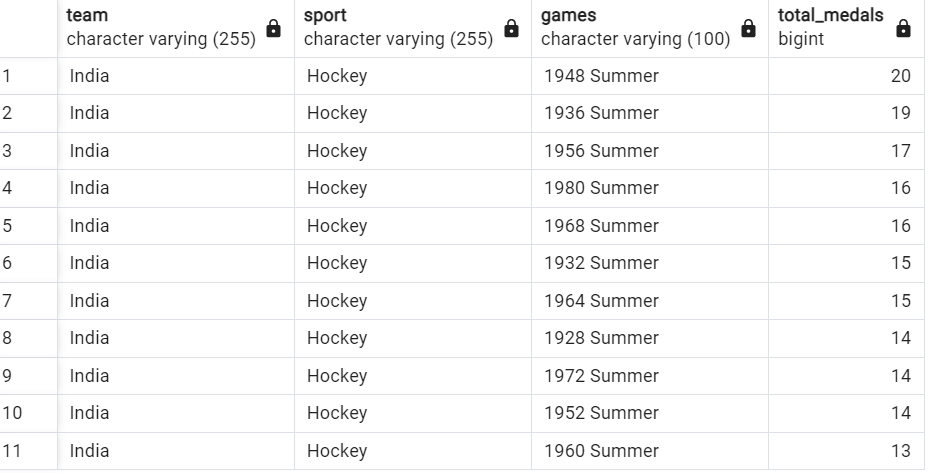 team sport games total_medals
character varying (255) character varying (255) character varying (100) bigint
1 India Hockey 1948 Summer 20
2 India Hockey 1936 Summer 19
3 India Hockey 1956 Summer 17
4 India Hockey 1980 Summer 16
5 India Hockey 1968 Summer 16
6 India Hockey 1932 Summer 15
7 India Hockey 1964 Summer 15
8 India Hockey 1928 Summer 14
9 India Hockey 1972 Summer 14
10 India Hockey 1952 Summer 14
11 India Hockey 1960 Summer 13